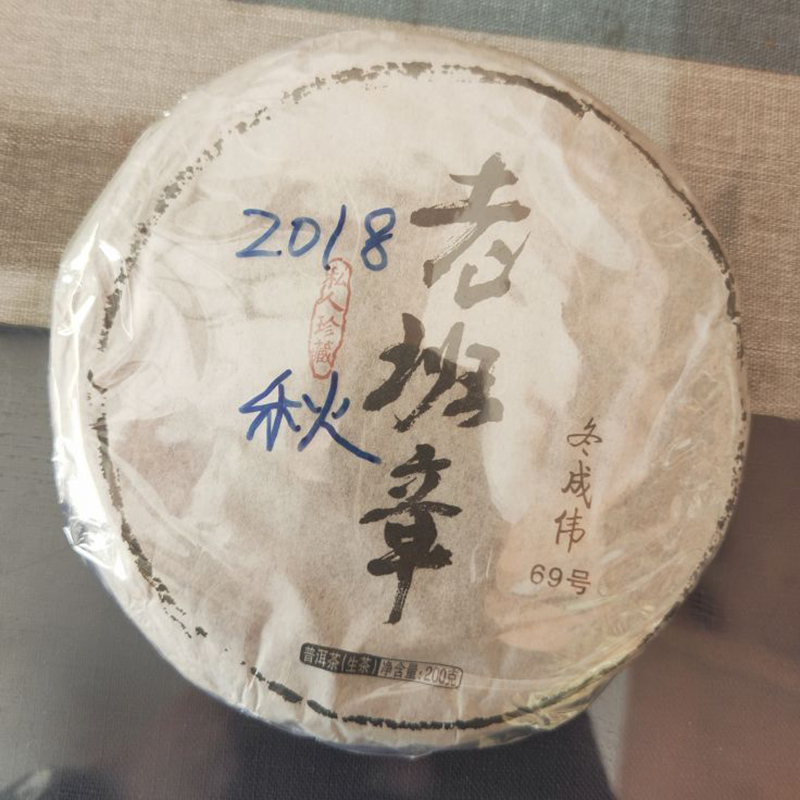 老班章
2018
私人珍藏
秋
冬成伟
69号
普洱茶(生茶) 净含量:200克